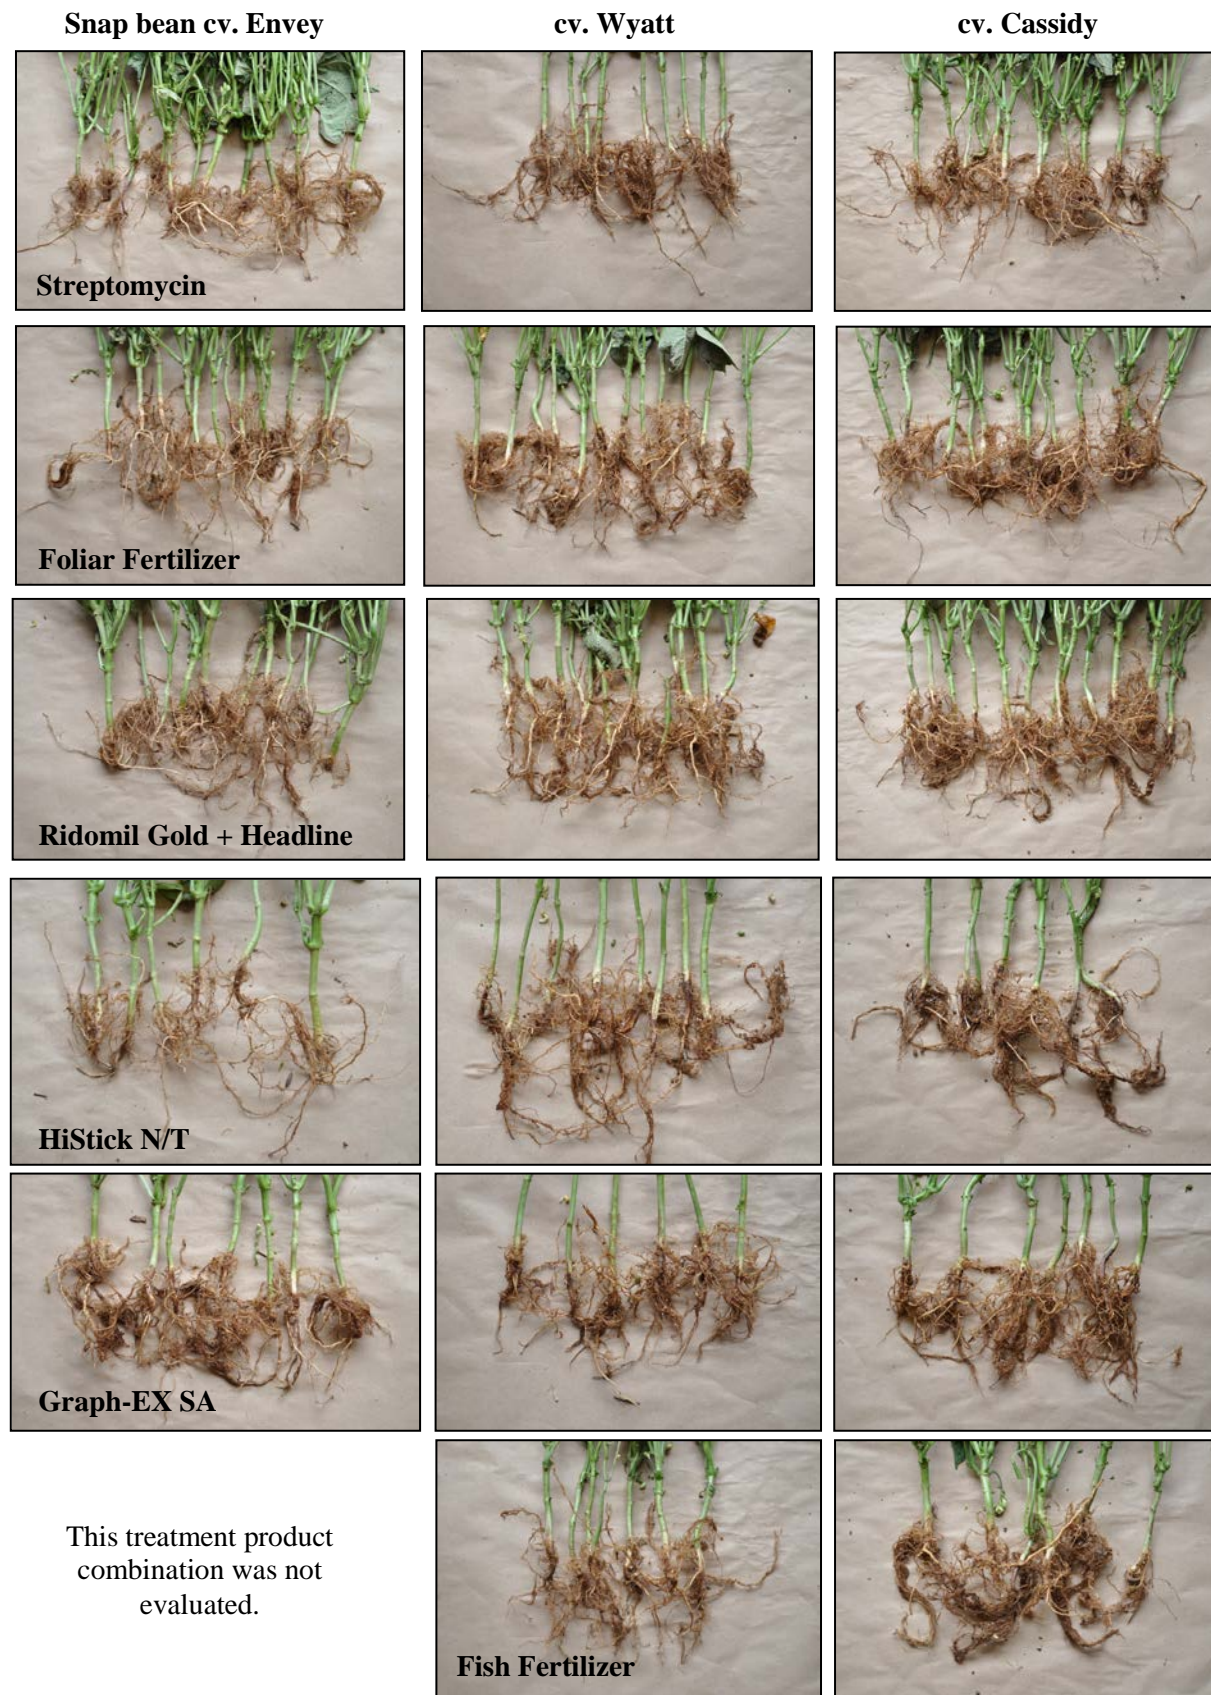 Snap bean cv. Envey
cv. Wyatt
cv. Cassidy
Streptomycin
Foliar Fertilizer
Ridomil Gold + Headline
HiStick N/T
Graph-EX SA
This treatment product
combination was not
evaluated.
Fish Fertilizer